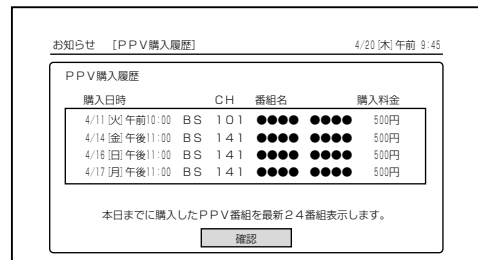 お知らせ [PPV購入履歴] 4/20[木]午前 9:45
PPV購入履歴
購入日時 CH 番組名 購入料金
4/11[火]午前10:00 BS 101 ●●●● ●●●● 500円
4/14[金]午後11:00 BS 141 ●●●● ●●●● 500円
4/16[日]午後11:00 BS 141 ●●●● ●●●● 500円
4/17[月]午後11:00 BS 141 ●●●● ●●●● 500円
本日までに購入したPPV番組を最新24番組表示します。
確認